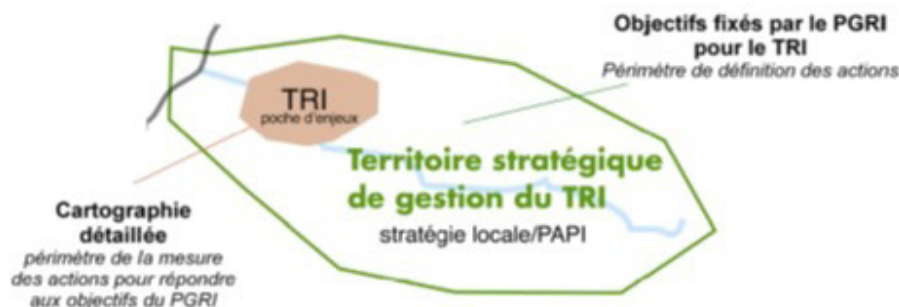 Objectifs fixés par le PGRI
pour le TRI
Périmètre de définition des actions
TRI
poche d'enjeux
Territoire stratégique
de gestion du TRI
stratégie locale/PAPI
Cartographie
détaillée
périmètre de la mesure
des actions pour répondre
aux objectifs du PGRI